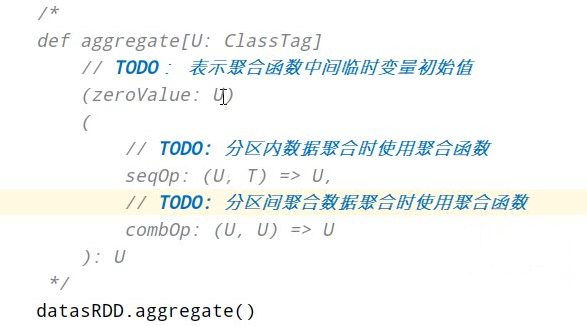 /*
def aggregate[U: ClassTag]
// TODO： 表示聚合函数中间临时变量初始值
(zeroValue: U)
(
// TODO: 分区内数据聚合时使用聚合函数
seqOp: (U, T) => U,
// TODO: 分区间聚合数据聚合时使用聚合函数
combOp: (U, U) => U
): U
*/
datasRDD.aggregate()